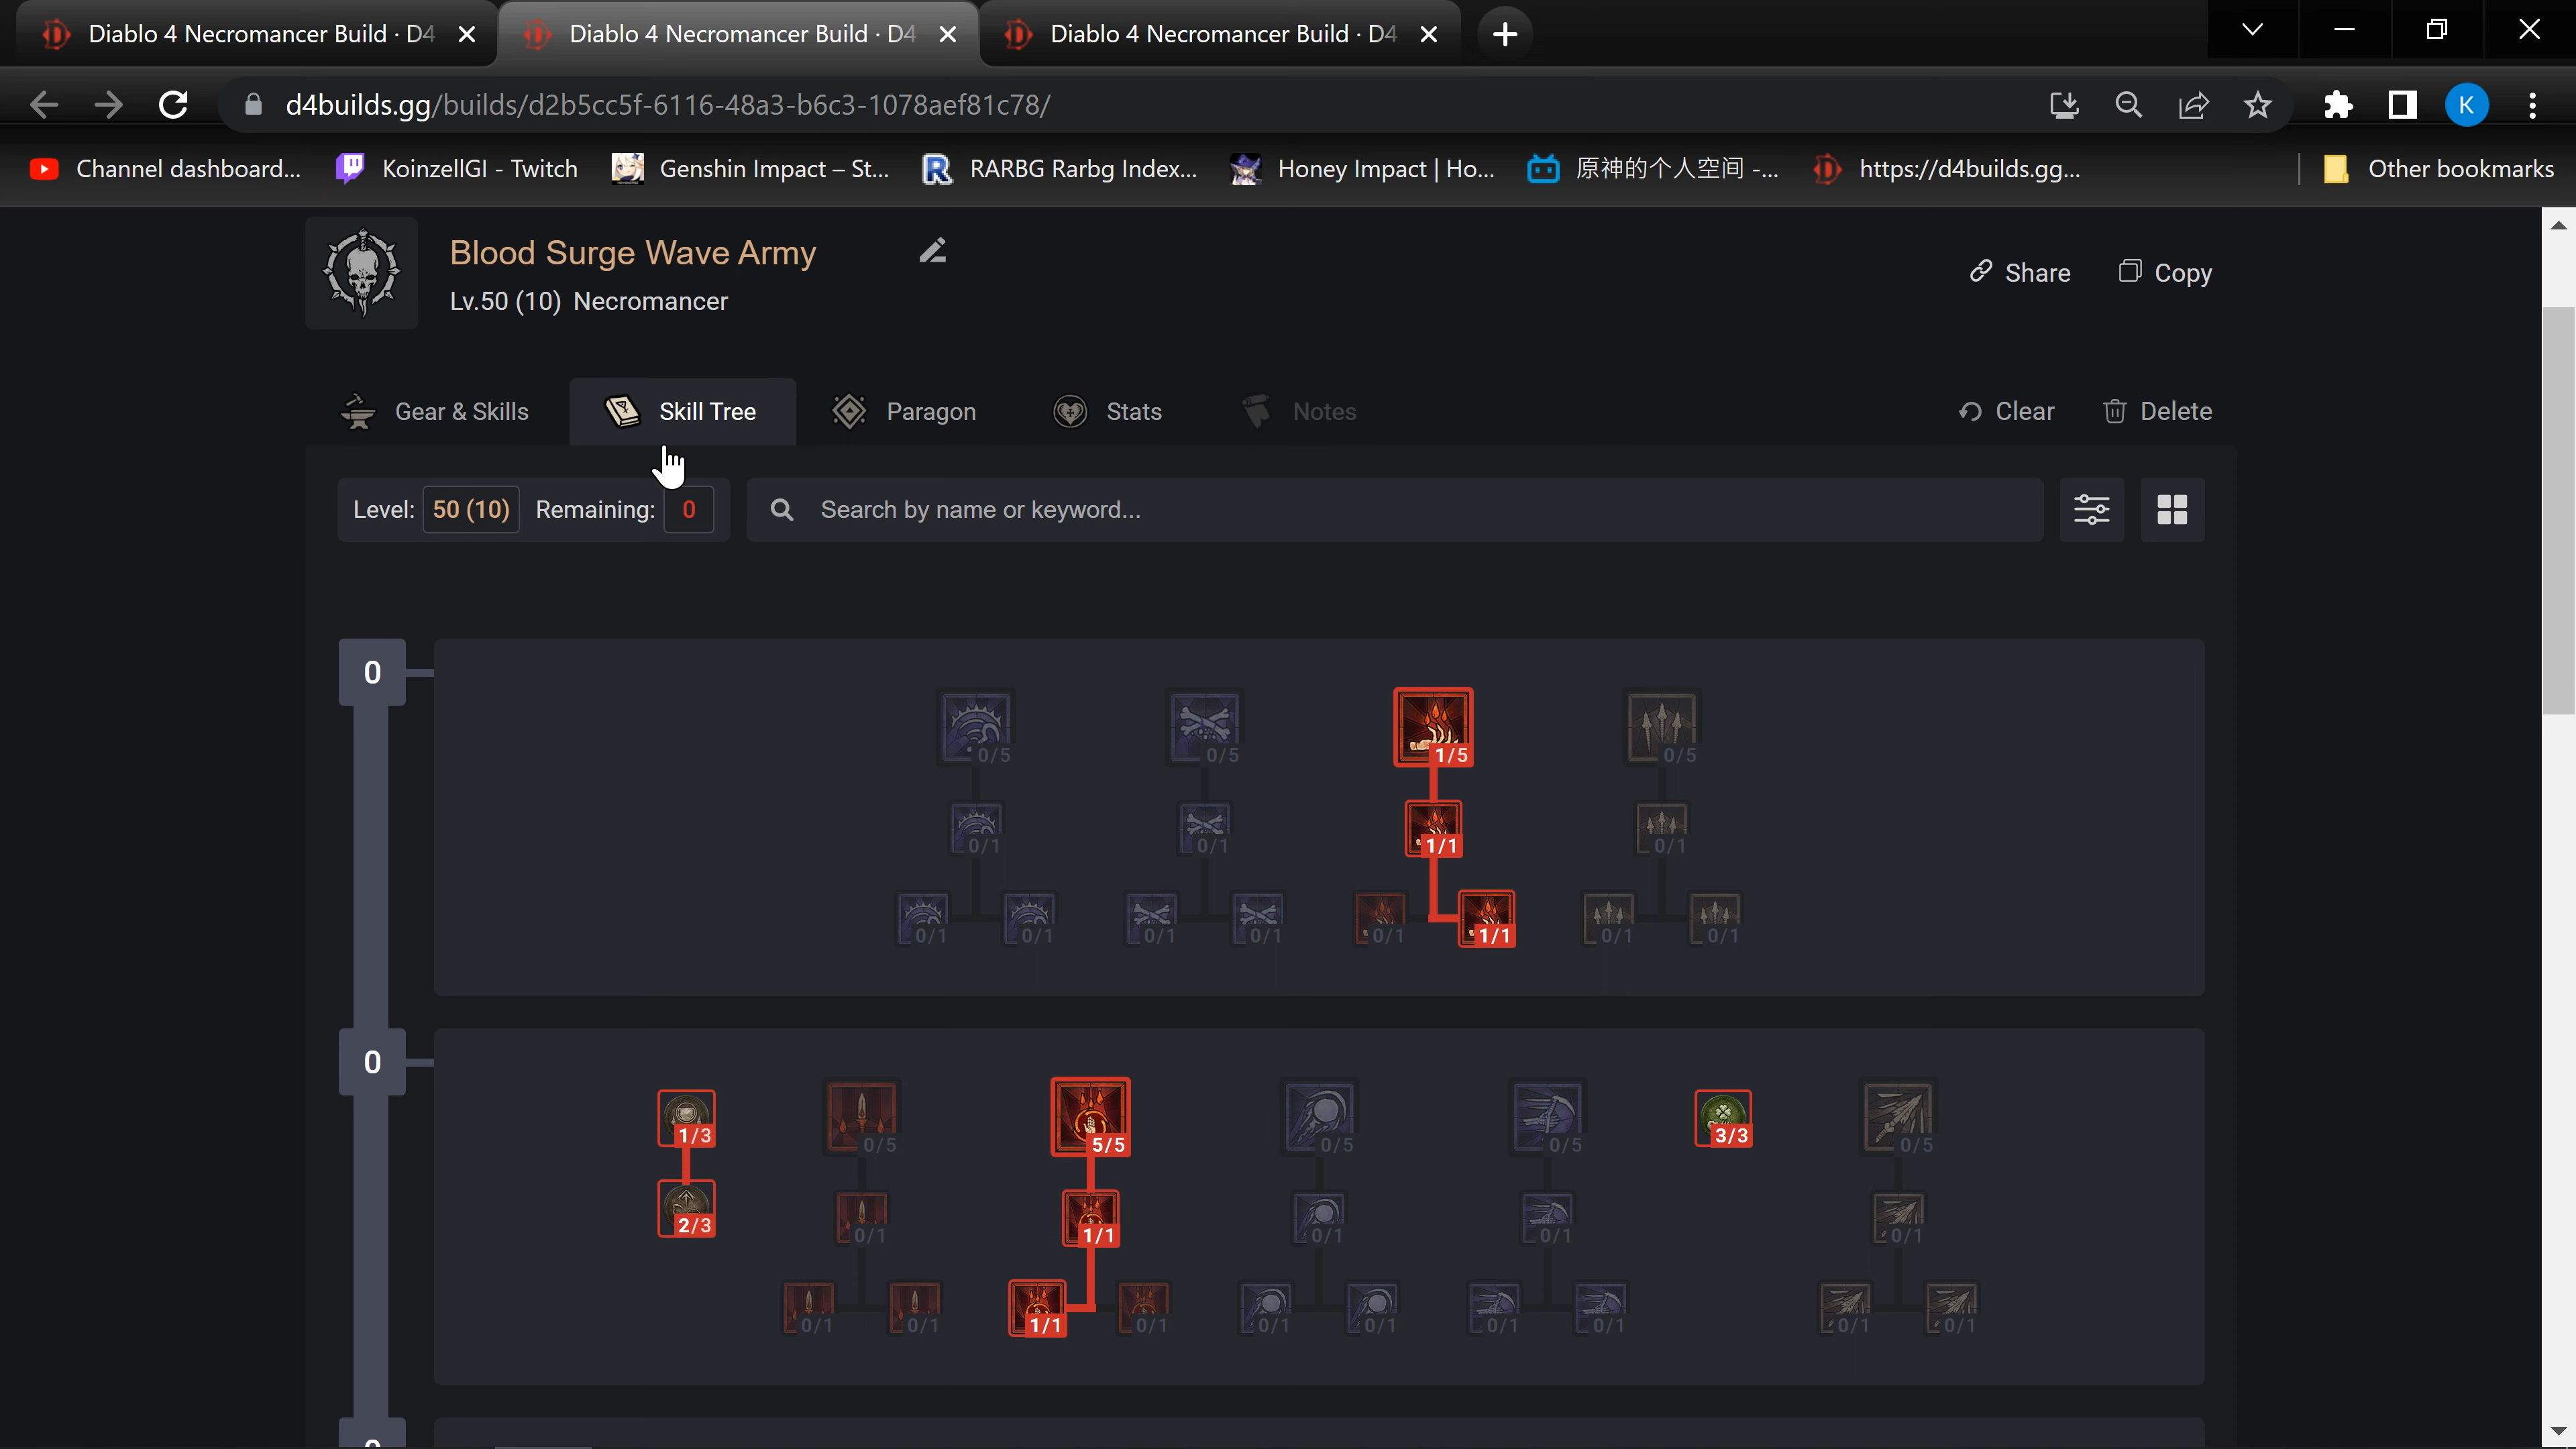 Diablo 4 Necromancer Build · D4
Diablo 4 Necromancer Build · D4
Diablo 4 Necromancer Build · D4
d4builds.gg/builds/d2b5cc5f-6116-48a3-b6c3-1078aef81c78/
K
Channel dashboard...
KoinzellGI - Twitch
Genshin Impact – St...
RARBG Rarbg Index...
Honey Impact | Ho...
原神的个人空间 -...
https://d4builds.gg...
Other bookmarks
Blood Surge Wave Army
Lv.50 (10) Necromancer
Share
Copy
Gear & Skills
Skill Tree
Paragon
Stats
Notes
Clear
Delete
Level: 50 (10) Remaining: 0
Search by name or keyword...
0
0/5 0/5 1/5 0/5
0/1 0/1 1/1 0/1
0/1 0/1 0/1 0/1 0/1 1/1 0/1 0/1
0
1/3 0/5 5/5 0/5 0/5 3/3 0/5
2/3 0/1 1/1 0/1 0/1 0/1
0/1 0/1 1/1 0/1 0/1 0/1 0/1 0/1 0/1 0/1